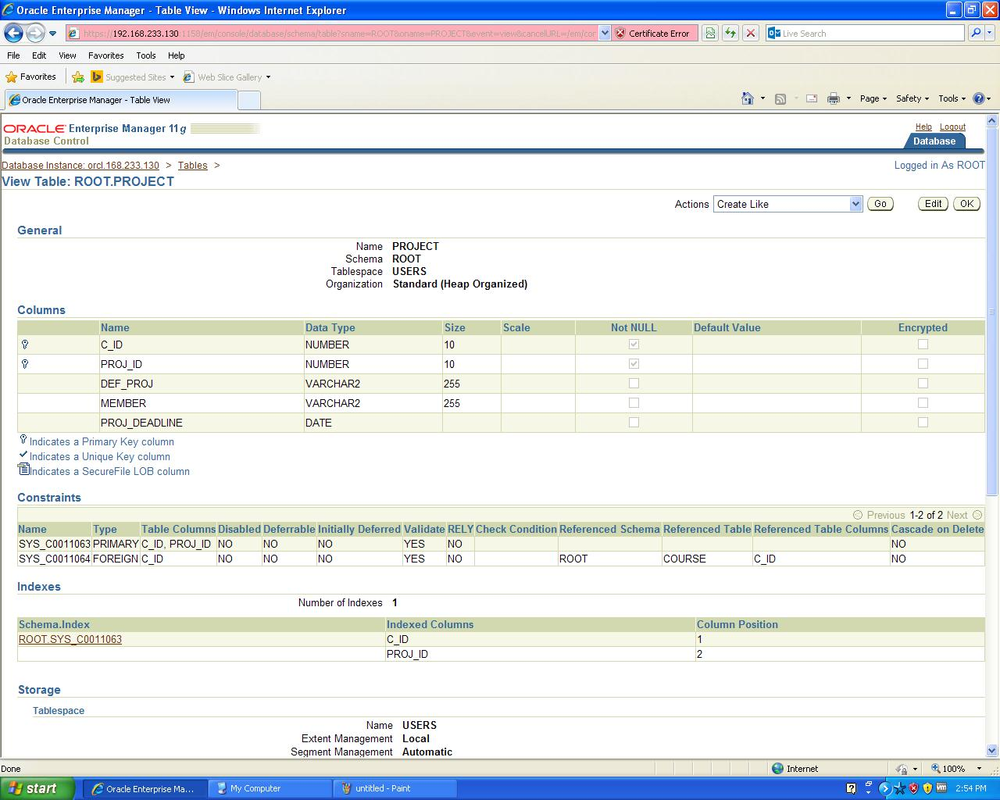 Oracle Enterprise Manager - Table View - Windows Internet Explorer
https://192.168.233.130:1158/em/console/database/schema/table?sname=ROOT&oname=PROJECT&event=view&cancelURL=/em/cor Certificate Error Live Search
File Edit View Favorites Tools Help
Favorites Suggested Sites Web Slice Gallery
Oracle Enterprise Manager - Table View Page Safety Tools
ORACLE Enterprise Manager 11g Help Logout
Database Control Database
Database Instance: orcl.168.233.130 > Tables > Logged in As ROOT
View Table: ROOT.PROJECT
Actions Create Like Go Edit OK
General
Name PROJECT
Schema ROOT
Tablespace USERS
Organization Standard (Heap Organized)
Columns
Name Data Type Size Scale Not NULL Default Value Encrypted
C_ID NUMBER 10
PROJ_ID NUMBER 10
DEF_PROJ VARCHAR2 255
MEMBER VARCHAR2 255
PROJ_DEADLINE DATE
Indicates a Primary Key column
Indicates a Unique Key column
Indicates a SecureFile LOB column
Constraints
Previous 1-2 of 2 Next
Name Type Table Columns Disabled Deferrable Initially Deferred Validate RELY Check Condition Referenced Schema Referenced Table Referenced Table Columns Cascade on Delete
SYS_C0011063 PRIMARY C_ID, PROJ_ID NO NO NO YES NO NO
SYS_C0011064 FOREIGN C_ID NO NO NO YES NO ROOT COURSE C_ID NO
Indexes
Number of Indexes 1
Schema.Index Indexed Columns Column Position
ROOT.SYS_C0011063 C_ID 1
PROJ_ID 2
Storage
Tablespace
Name USERS
Extent Management Local
Segment Management Automatic
Done Internet 100%
start Oracle Enterprise Ma... My Computer untitled - Paint 2:54 PM